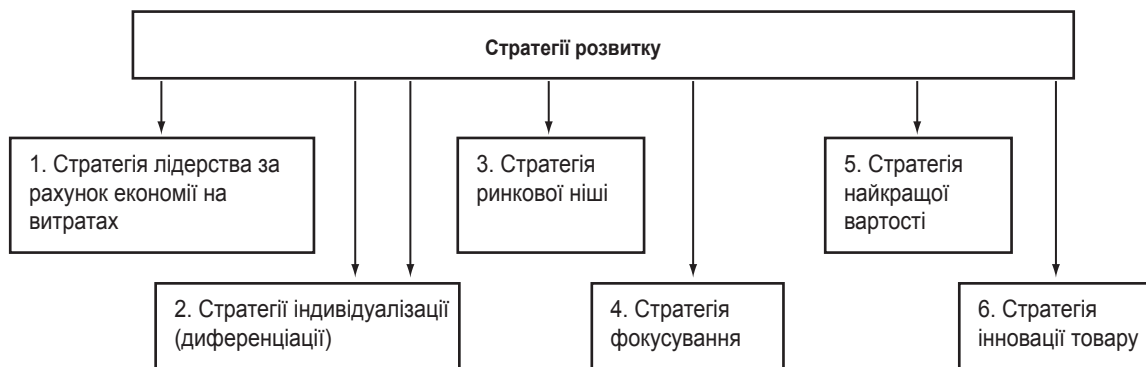 Стратегії розвитку
1. Стратегія лідерства за
рахунок економії на
витратах
2. Стратегії індивідуалізації
(диференціації)
3. Стратегія
ринкової ніші
4. Стратегія
фокусування
5. Стратегія
найкращої
вартості
6. Стратегія
інновації товару